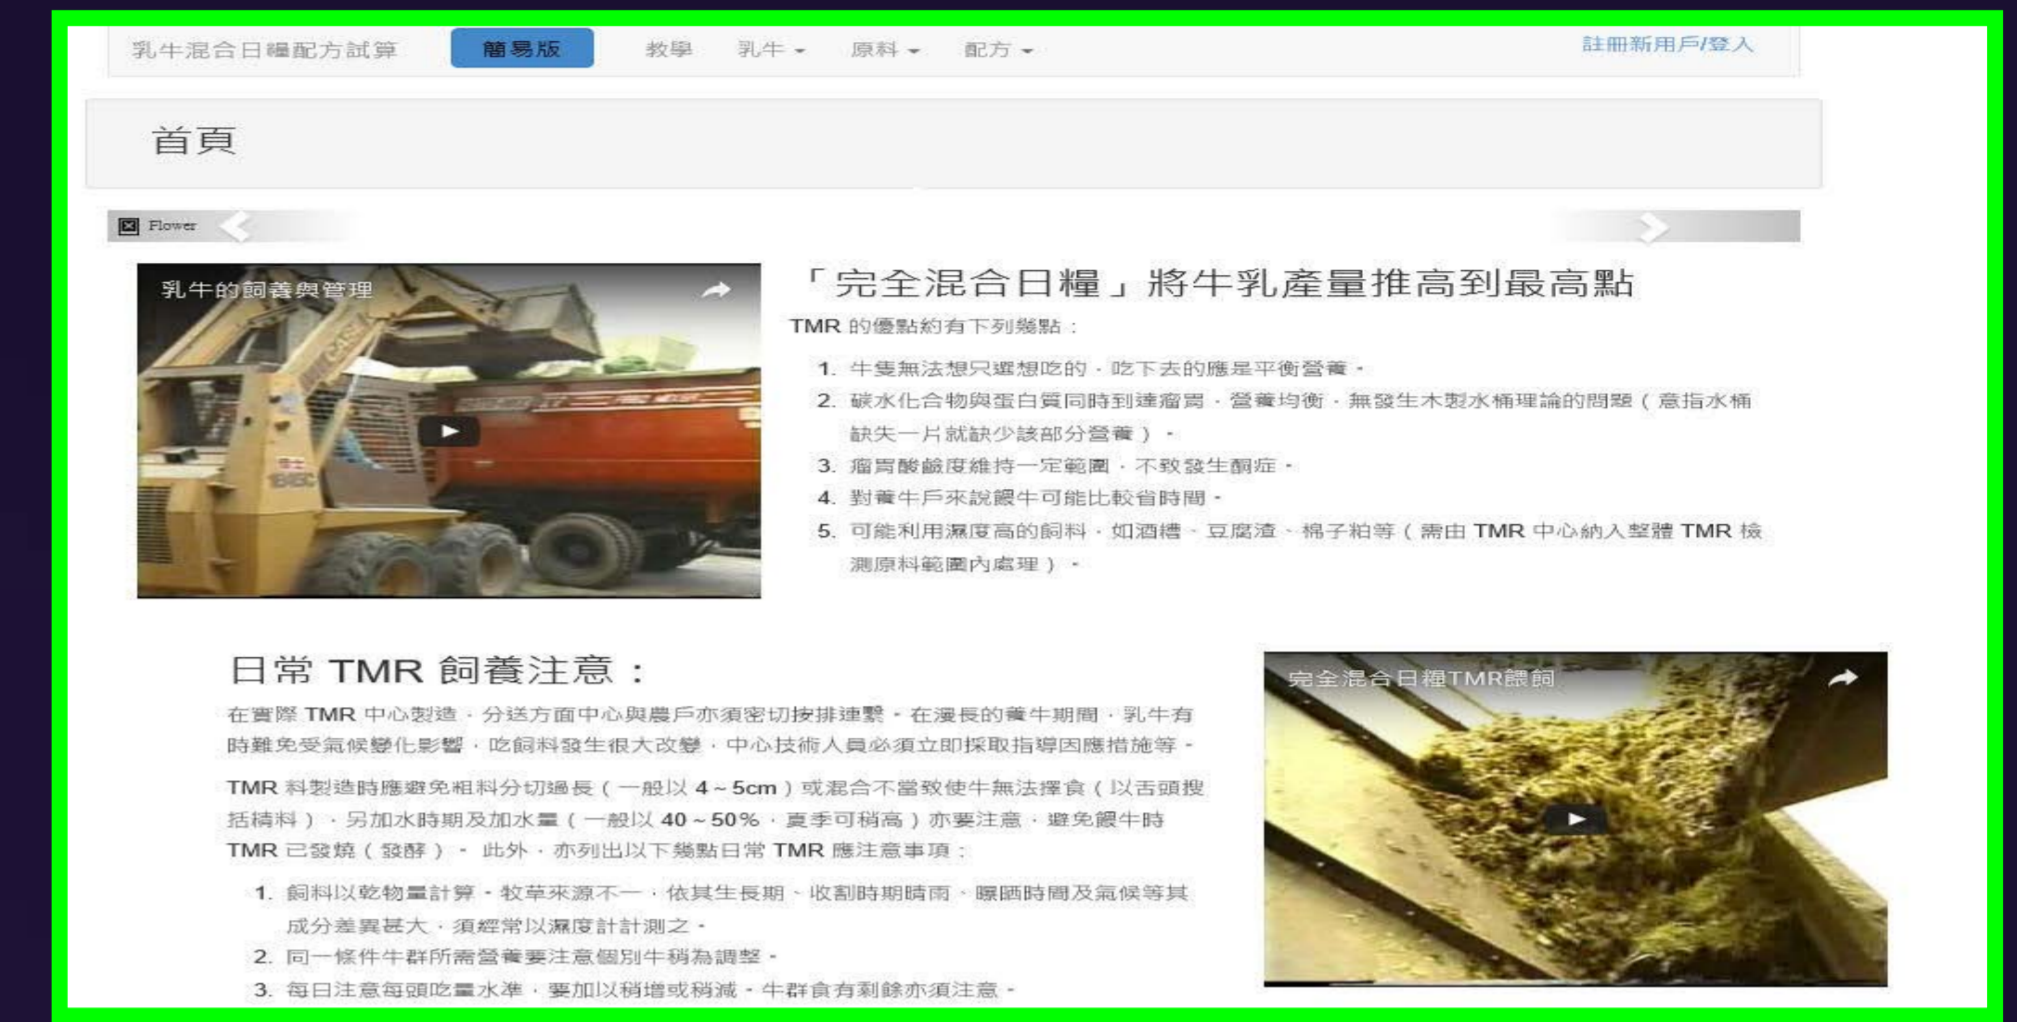 乳牛混合日糧配方試算 簡易版 教學 乳牛 原料 配方 註冊新用戶/登入
首頁
Flower
乳牛的飼養與管理
「完全混合日糧」將牛乳產量推高到最高點
TMR 的優點約有下列幾點：
1. 牛隻無法想只選想吃的，吃下去的應是平衡營養。
2. 碳水化合物與蛋白質同時到達瘤胃，營養均衡，無發生木製水桶理論的問題（意指水桶
缺失一片就缺少該部分營養）。
3. 瘤胃酸鹼度維持一定範圍，不致發生酮症。
4. 對養牛戶來說餵牛可能比較省時間。
5. 可能利用濕度高的飼料，如酒糟、豆腐渣、棉子粕等（需由 TMR 中心納入整體 TMR 檢
測原料範圍內處理）。
日常 TMR 飼養注意：
在實際 TMR 中心製造，分送方面中心與農戶亦須密切按排連繫。在漫長的養牛期間，乳牛有
時難免受氣候變化影響，吃飼料發生很大改變，中心技術人員必須立即採取指導因應措施等。
TMR 料製造時應避免粗料分切過長（一般以 4～5cm）或混合不當致使牛無法擇食（以舌頭搜
括精料），另加水時期及加水量（一般以 40～50%，夏季可稍高）亦要注意，避免餵牛時
TMR 已發燒（發酵）。 此外，亦列出以下幾點日常 TMR 應注意事項：
1. 飼料以乾物量計算。牧草來源不一，依其生長期、收割時期晴雨、曝晒時間及氣候等其
成分差異甚大，須經常以濕度計計測之。
2. 同一條件牛群所需營養要注意個別牛稍為調整。
3. 每日注意每頭吃量水準，要加以稍增或稍減。牛群食有剩餘亦須注意。
完全混合日糧TMR餵飼
CASE
1845C